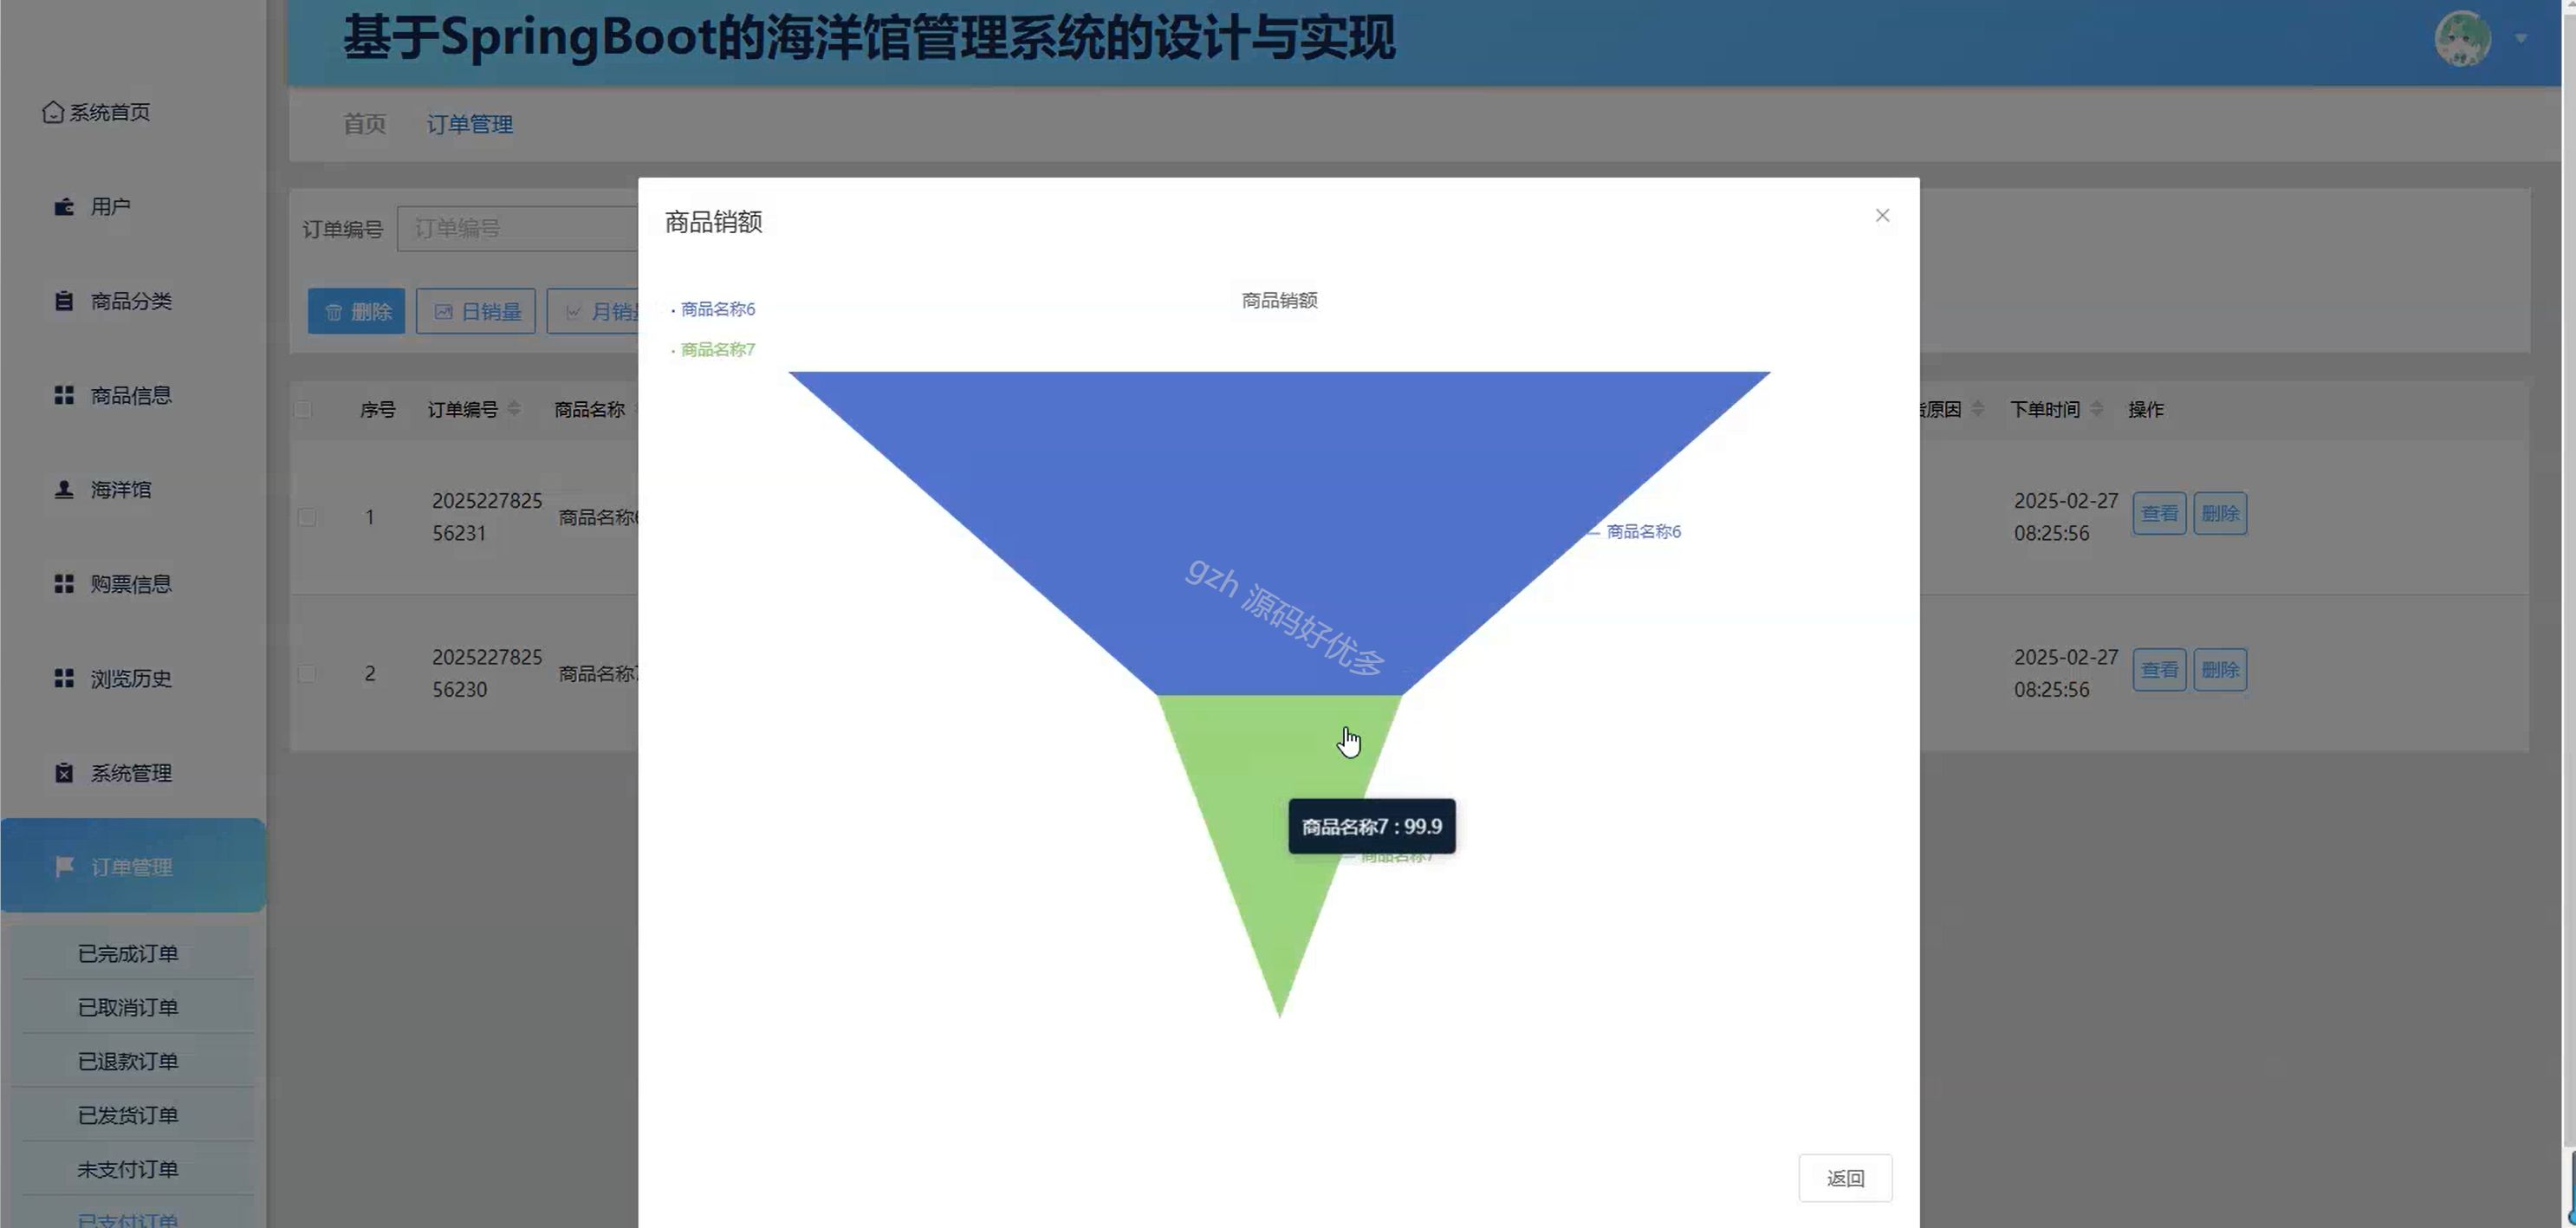 基于SpringBoot的海洋馆管理系统的设计与实现
系统首页
用户
商品分类
商品信息
海洋馆
购票信息
浏览历史
系统管理
订单管理
已完成订单
已取消订单
已退款订单
已发货订单
未支付订单
已支付订单
首页 订单管理
订单编号 订单编号
删除 日销量 月销
序号 订单编号 商品名称 原因 下单时间 操作
1 2025227825 商品名称 2025-02-27 查看 删除
56231 08:25:56
2 2025227825 商品名称 2025-02-27 查看 删除
56230 08:25:56
商品销额
商品销额
商品名称6
商品名称7
商品名称6
gzh 源码好优多
商品名称7 : 99.9
商品名称7
返回